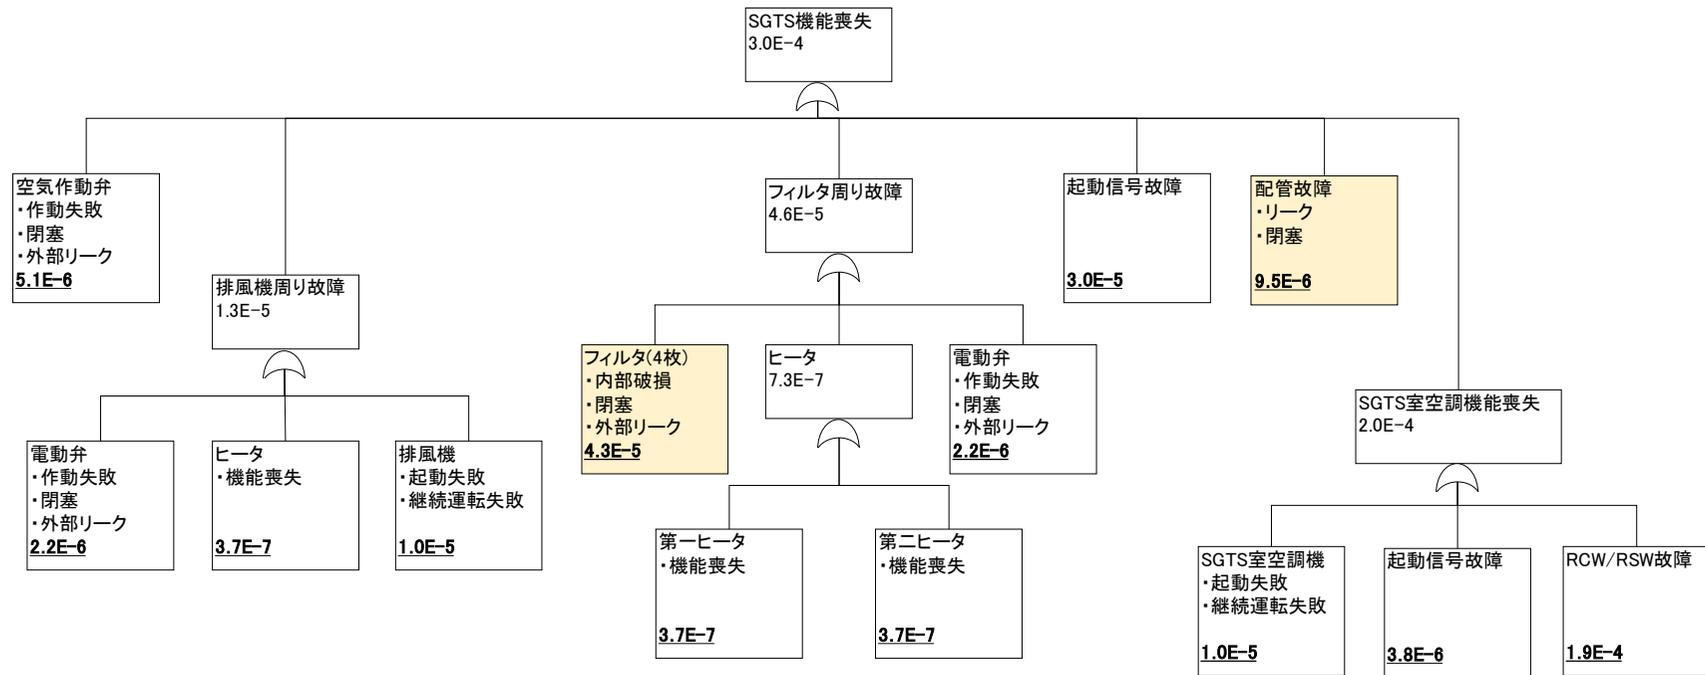 SGTS機能喪失
3.0E-4
空気作動弁
・作動失敗
・閉塞
・外部リーク
5.1E-6
排風機周り故障
1.3E-5
フィルタ周り故障
4.6E-5
起動信号故障
3.0E-5
配管故障
・リーク
・閉塞
9.5E-6
フィルタ(4枚)
・内部破損
・閉塞
・外部リーク
4.3E-5
ヒータ
7.3E-7
電動弁
・作動失敗
・閉塞
・外部リーク
2.2E-6
SGTS室空調機能喪失
2.0E-4
電動弁
・作動失敗
・閉塞
・外部リーク
2.2E-6
ヒータ
・機能喪失
3.7E-7
排風機
・起動失敗
・継続運転失敗
1.0E-5
第一ヒータ
・機能喪失
3.7E-7
第二ヒータ
・機能喪失
3.7E-7
SGTS室空調機
・起動失敗
・継続運転失敗
1.0E-5
起動信号故障
3.8E-6
RCW/RSW故障
1.9E-4